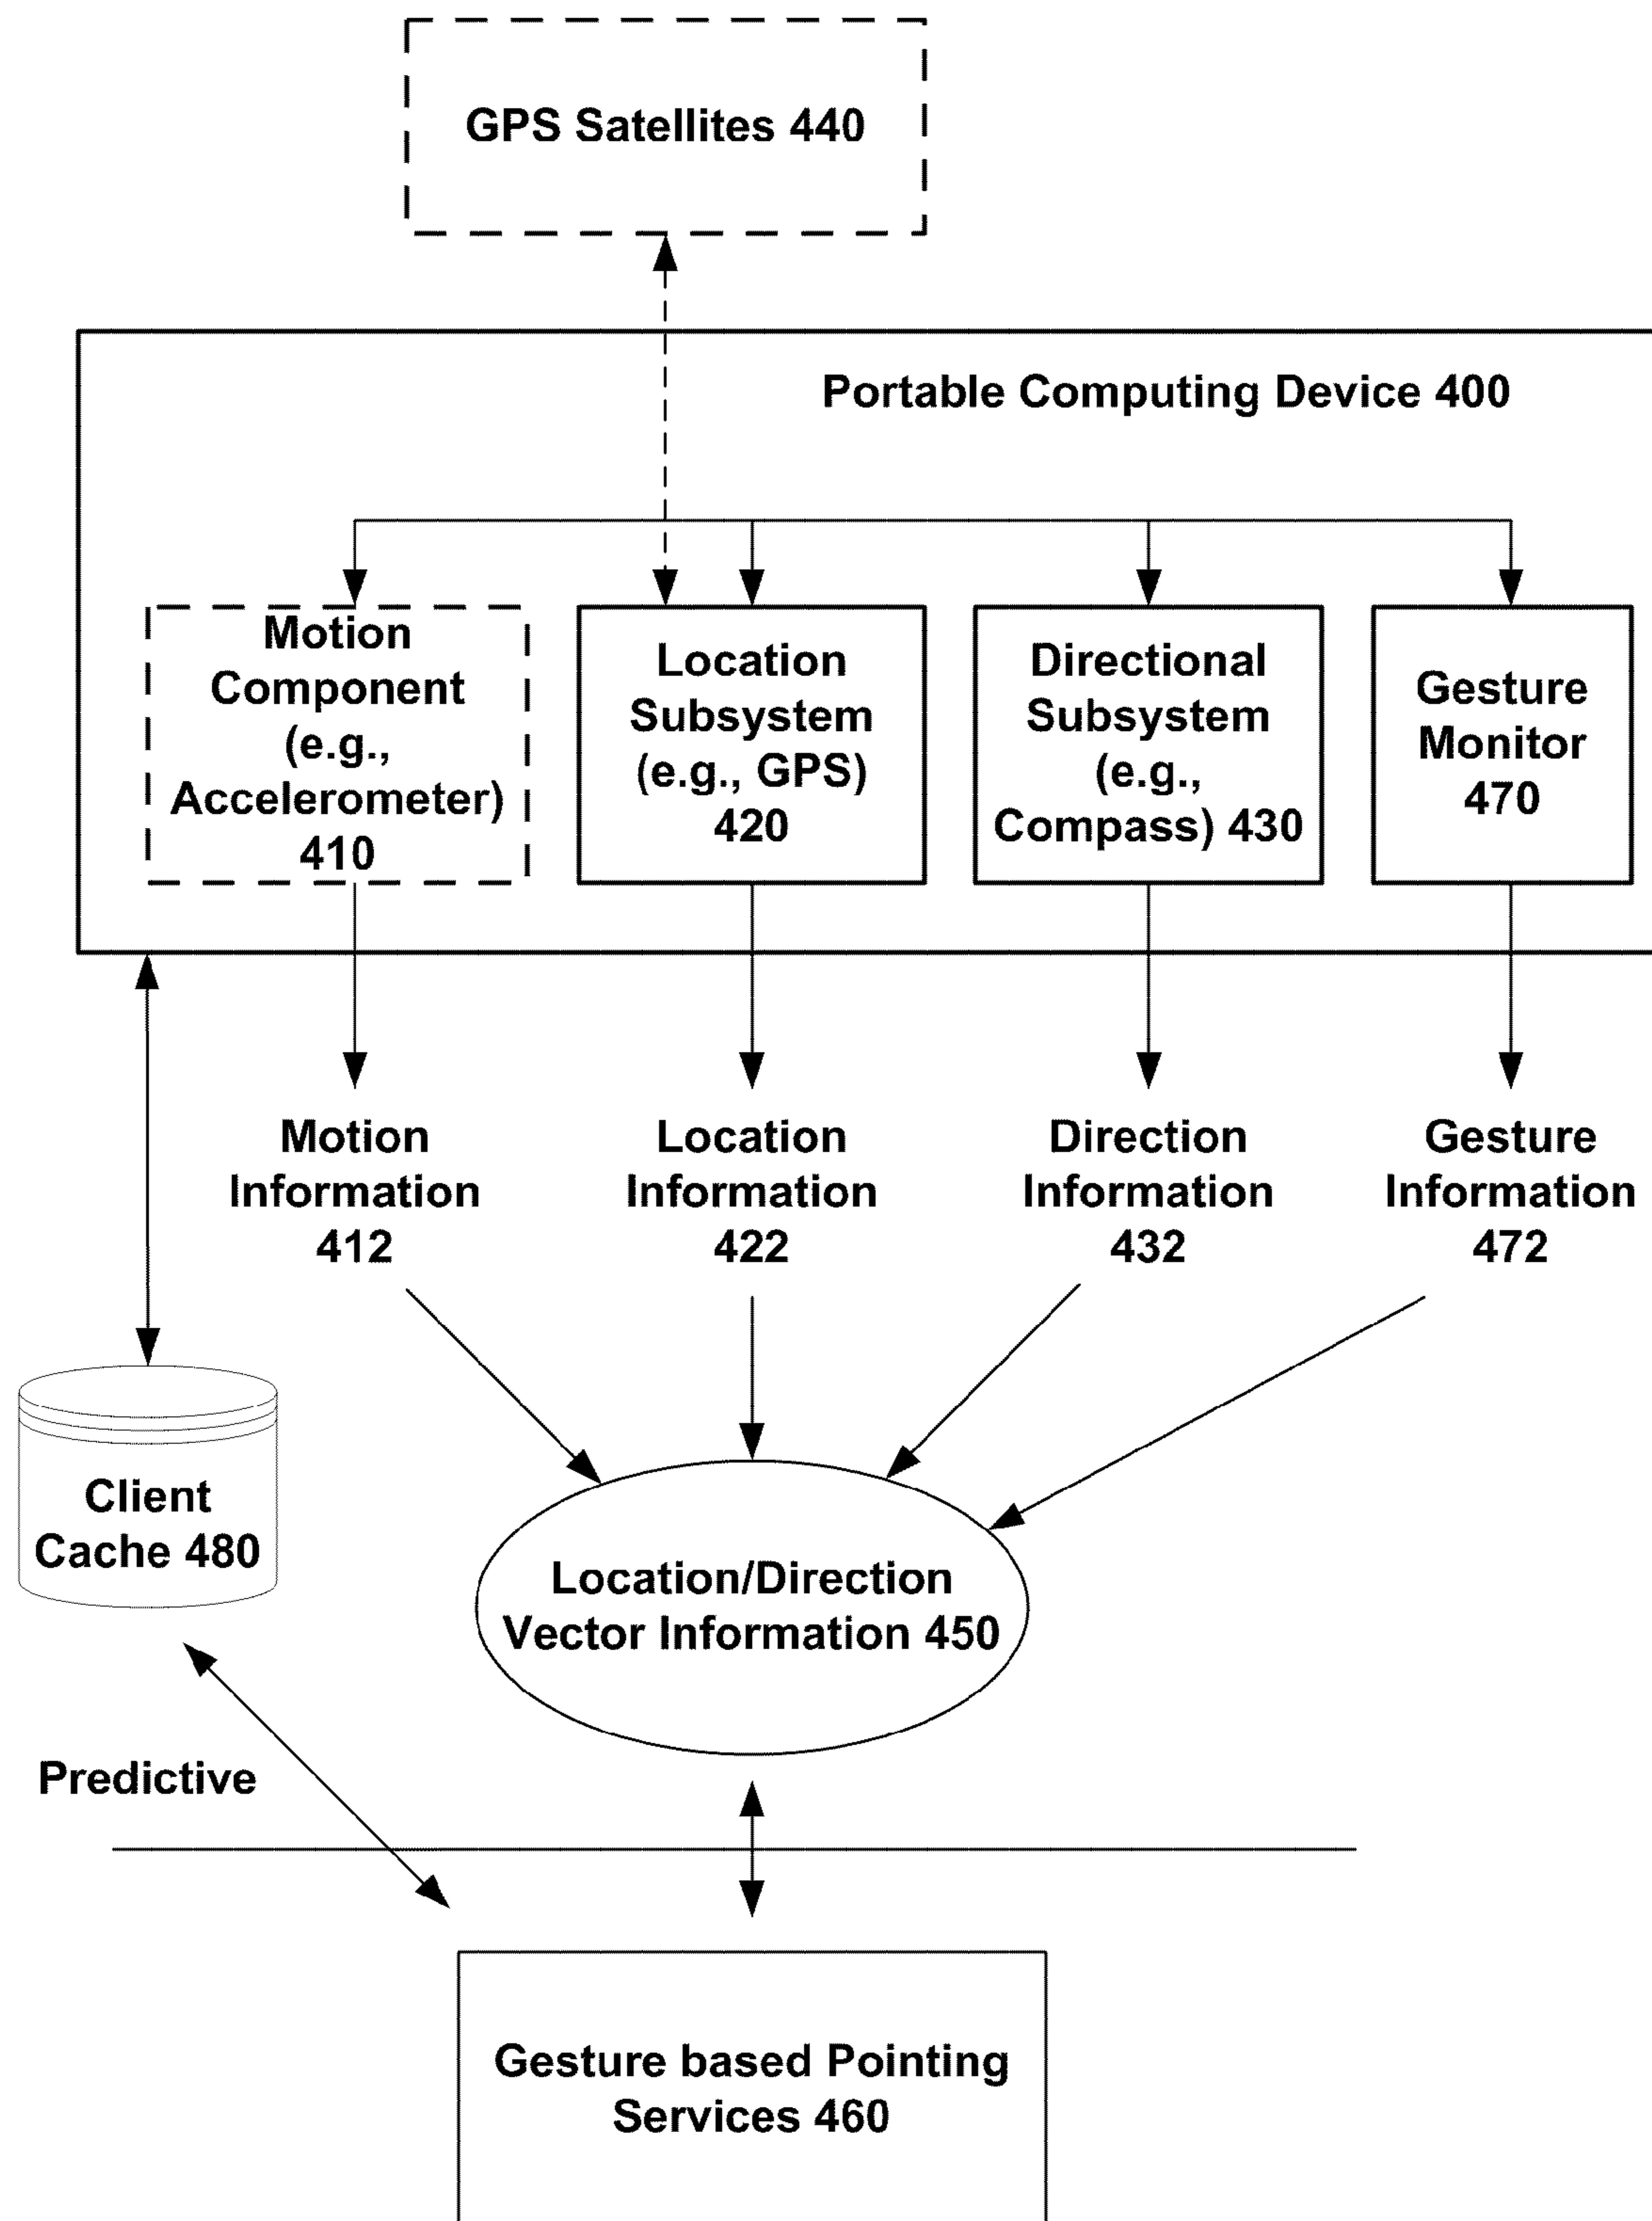 GPS Satellites 440
Portable Computing Device 400
Motion
Component
(e.g.,
Accelerometer)
410
Location
Subsystem
(e.g., GPS)
420
Directional
Subsystem
(e.g.,
Compass) 430
Gesture
Monitor
470
Motion
Information
412
Location
Information
422
Direction
Information
432
Gesture
Information
472
Client
Cache 480
Location/Direction
Vector Information 450
Predictive
Gesture based Pointing
Services 460